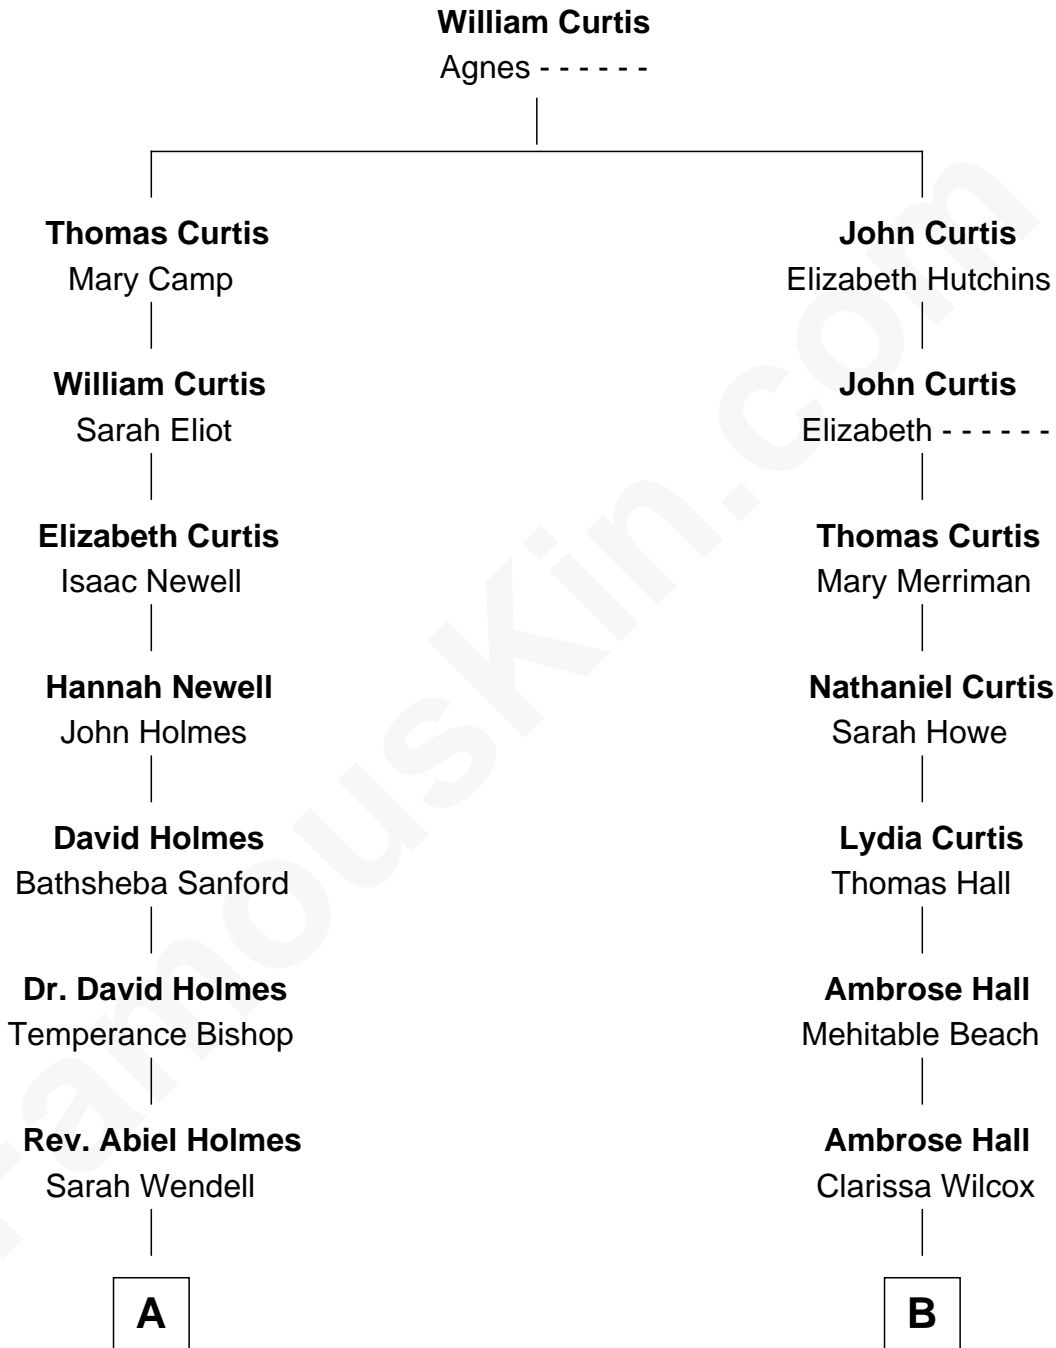 William Curtis
Agnes - - - - - -
Thomas Curtis
Mary Camp
William Curtis
Sarah Eliot
Elizabeth Curtis
Isaac Newell
Hannah Newell
John Holmes
David Holmes
Bathsheba Sanford
Dr. David Holmes
Temperance Bishop
Rev. Abiel Holmes
Sarah Wendell
A
John Curtis
Elizabeth Hutchins
John Curtis
Elizabeth - - - - - -
Thomas Curtis
Mary Merriman
Nathaniel Curtis
Sarah Howe
Lydia Curtis
Thomas Hall
Ambrose Hall
Mehitable Beach
Ambrose Hall
Clarissa Wilcox
B
FamousKin.com